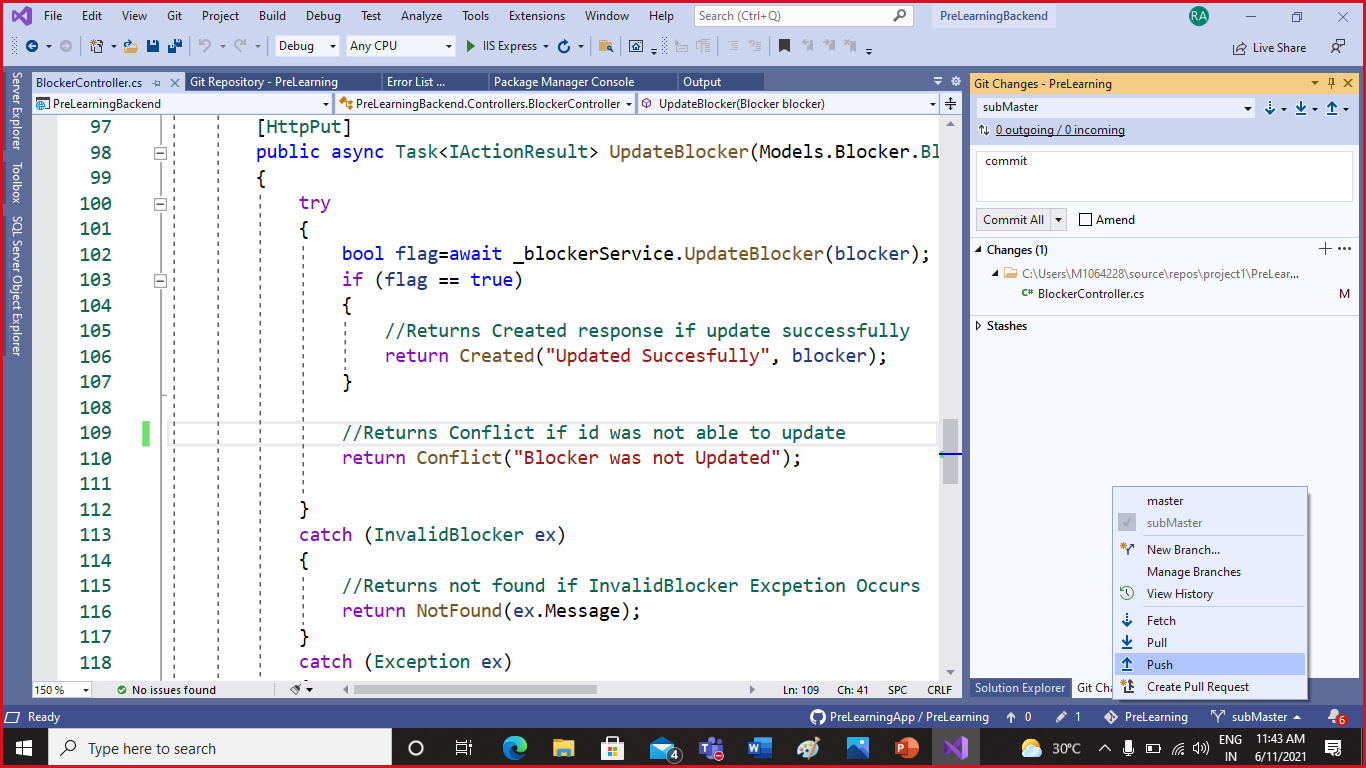 File Edit View Git Project Build Debug Test Analyze Tools Extensions Window Help Search (Ctrl+Q) PreLearningBackend RA
Debug Any CPU IIS Express Live Share
BlockerController.cs Git Repository - PreLearning Error List ... Package Manager Console Output
PreLearningBackend PreLearningBackend.Controllers.BlockerController UpdateBlocker(Blocker blocker)
Server Explorer
Toolbox
SQL Server Object Explorer
97 [HttpPut]
98 public async Task<IActionResult> UpdateBlocker(Models.Blocker.Bl
99 {
100 try
101 {
102 bool flag=await _blockerService.UpdateBlocker(blocker);
103 if (flag == true)
104 {
105 //Returns Created response if update successfully
106 return Created("Updated Succesfully", blocker);
107 }
108
109 //Returns Conflict if id was not able to update
110 return Conflict("Blocker was not Updated");
111
112 }
113 catch (InvalidBlocker ex)
114 {
115 //Returns not found if InvalidBlocker Excpetion Occurs
116 return NotFound(ex.Message);
117 }
118 catch (Exception ex)
150 % No issues found Ln: 109 Ch: 41 SPC CRLF
Git Changes - PreLearning
subMaster
0 outgoing / 0 incoming
commit
Commit All Amend
Changes (1)
C:\Users\M1064228\source\repos\project1\PreLear...
C# BlockerController.cs M
Stashes
master
subMaster
New Branch...
Manage Branches
View History
Fetch
Pull
Push
Create Pull Request
Solution Explorer Git Cha
Ready PreLearningApp / PreLearning 0 1 PreLearning subMaster 6
Type here to search 4 30°C ENG IN 11:43 AM 6/11/2021